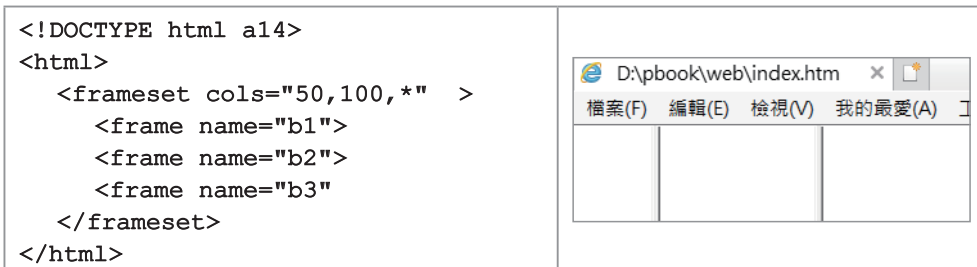 <!DOCTYPE html a14>
<html>
<frameset cols="50,100,*"  >
<frame name="b1">
<frame name="b2">
<frame name="b3"
</frameset>
</html>
D:\pbook\web\index.htm ×
檔案(F) 編輯(E) 檢視(V) 我的最愛(A)